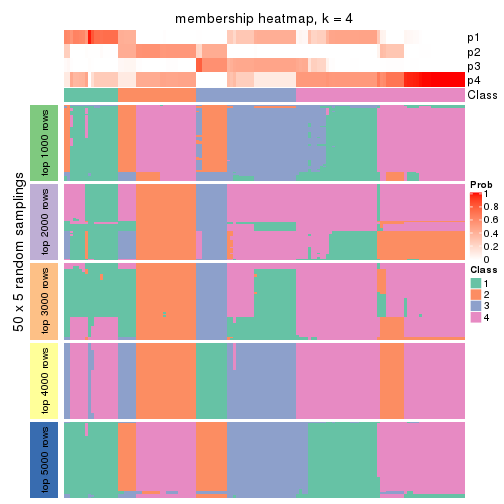 membership heatmap, k = 4
p1
p2
p3
p4
Class
50 x 5 random samplings
top 1000 rows
top 2000 rows
top 3000 rows
top 4000 rows
top 5000 rows
Prob
1
0.8
0.6
0.4
0.2
0
Class
1
2
3
4